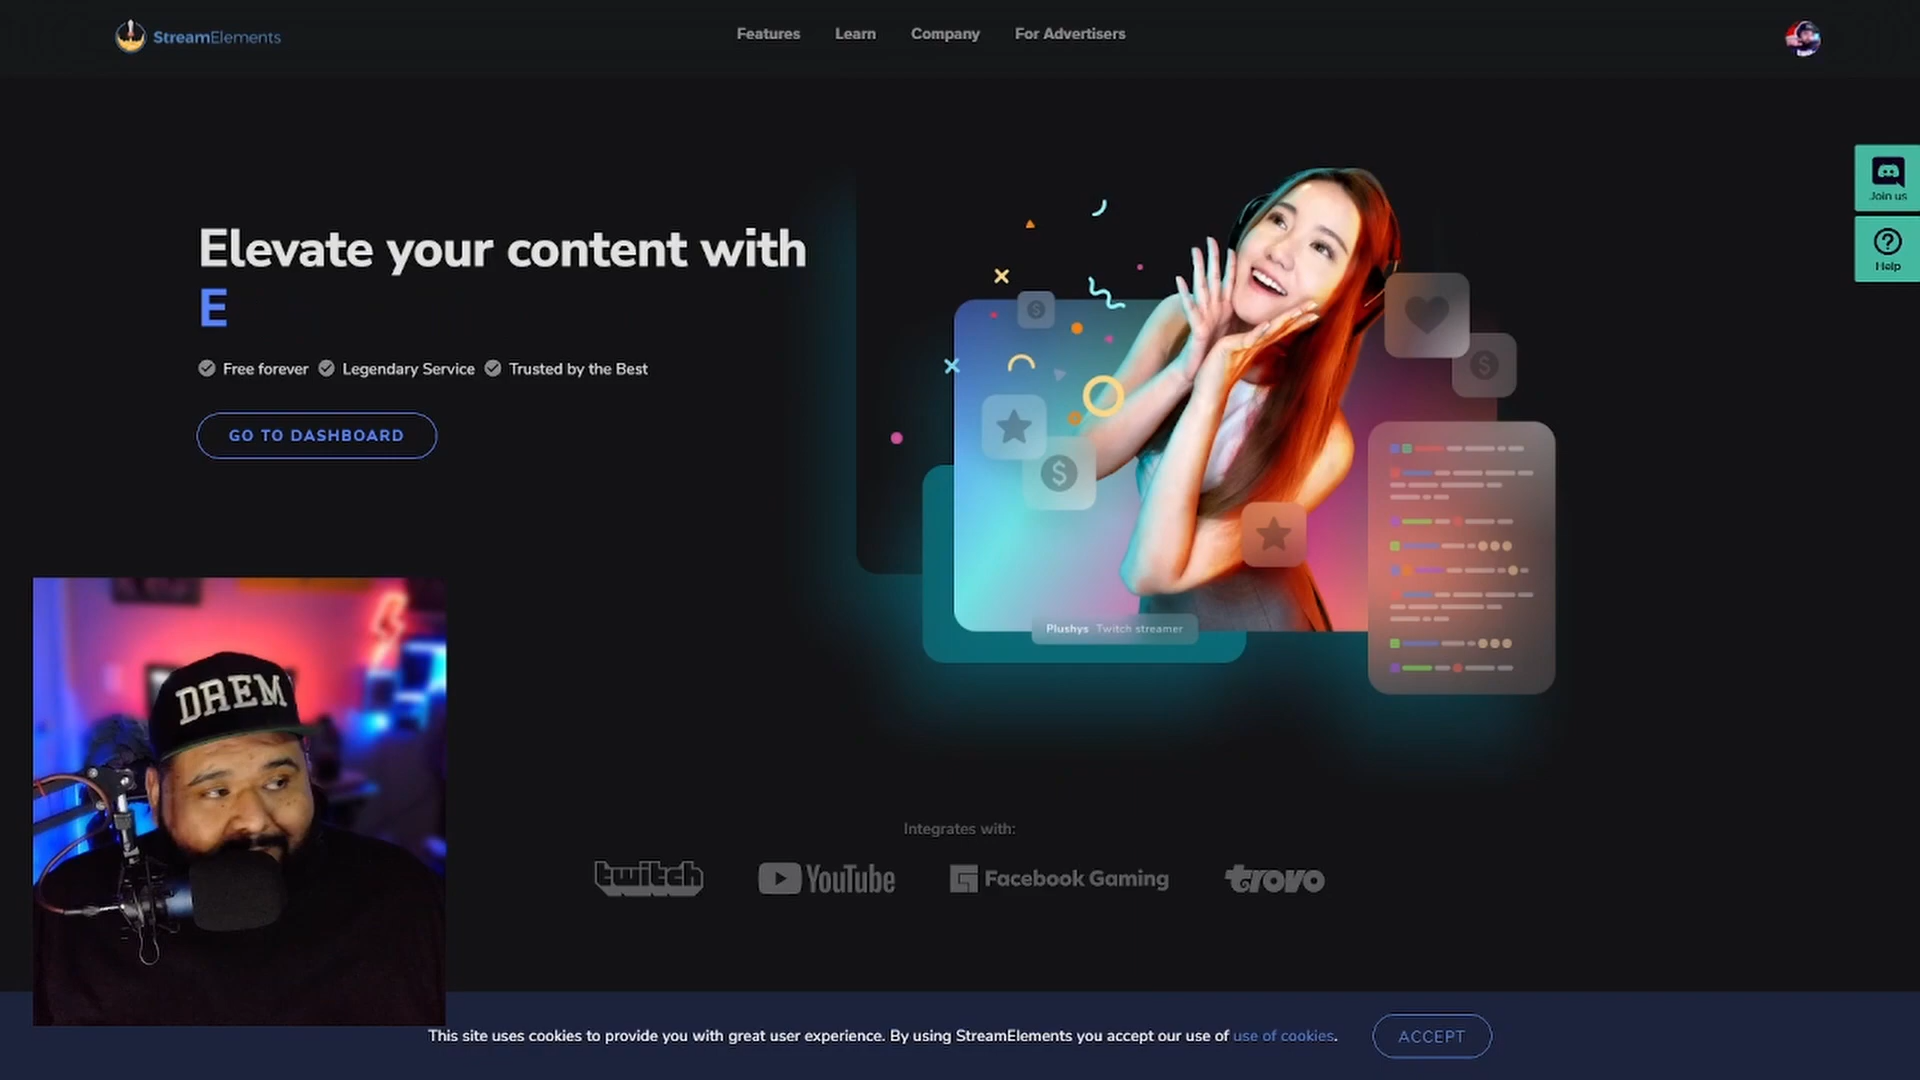 StreamElements
Features Learn Company For Advertisers
Join us
Help
Elevate your content with
E
Free forever Legendary Service Trusted by the Best
GO TO DASHBOARD
Plushys Twitch streamer
DREM
Integrates with:
twitch YouTube Facebook Gaming trovo
This site uses cookies to provide you with great user experience. By using StreamElements you accept our use of use of cookies. ACCEPT